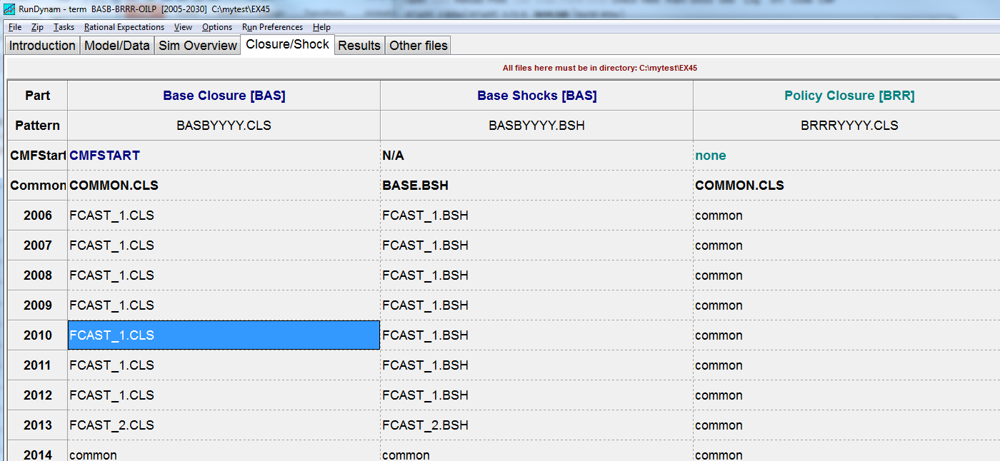 RunDynam - term BASB-BRRR-OILP [2005-2030] C:\mytest\EX45
File Zip Tasks Rational Expectations View Options Run Preferences Help
Introduction Model/Data Sim Overview Closure/Shock Results Other files
All files here must be in directory: C:\mytest\EX45
Part Base Closure [BAS] Base Shocks [BAS] Policy Closure [BRR]
Pattern BASBYYYY.CLS BASBYYYY.BSH BRRRYYYY.CLS
CMFStart CMFSTART N/A none
Common COMMON.CLS BASE.BSH COMMON.CLS
2006 FCAST_1.CLS FCAST_1.BSH common
2007 FCAST_1.CLS FCAST_1.BSH common
2008 FCAST_1.CLS FCAST_1.BSH common
2009 FCAST_1.CLS FCAST_1.BSH common
2010 FCAST_1.CLS FCAST_1.BSH common
2011 FCAST_1.CLS FCAST_1.BSH common
2012 FCAST_1.CLS FCAST_1.BSH common
2013 FCAST_2.CLS FCAST_2.BSH common
2014 common common common